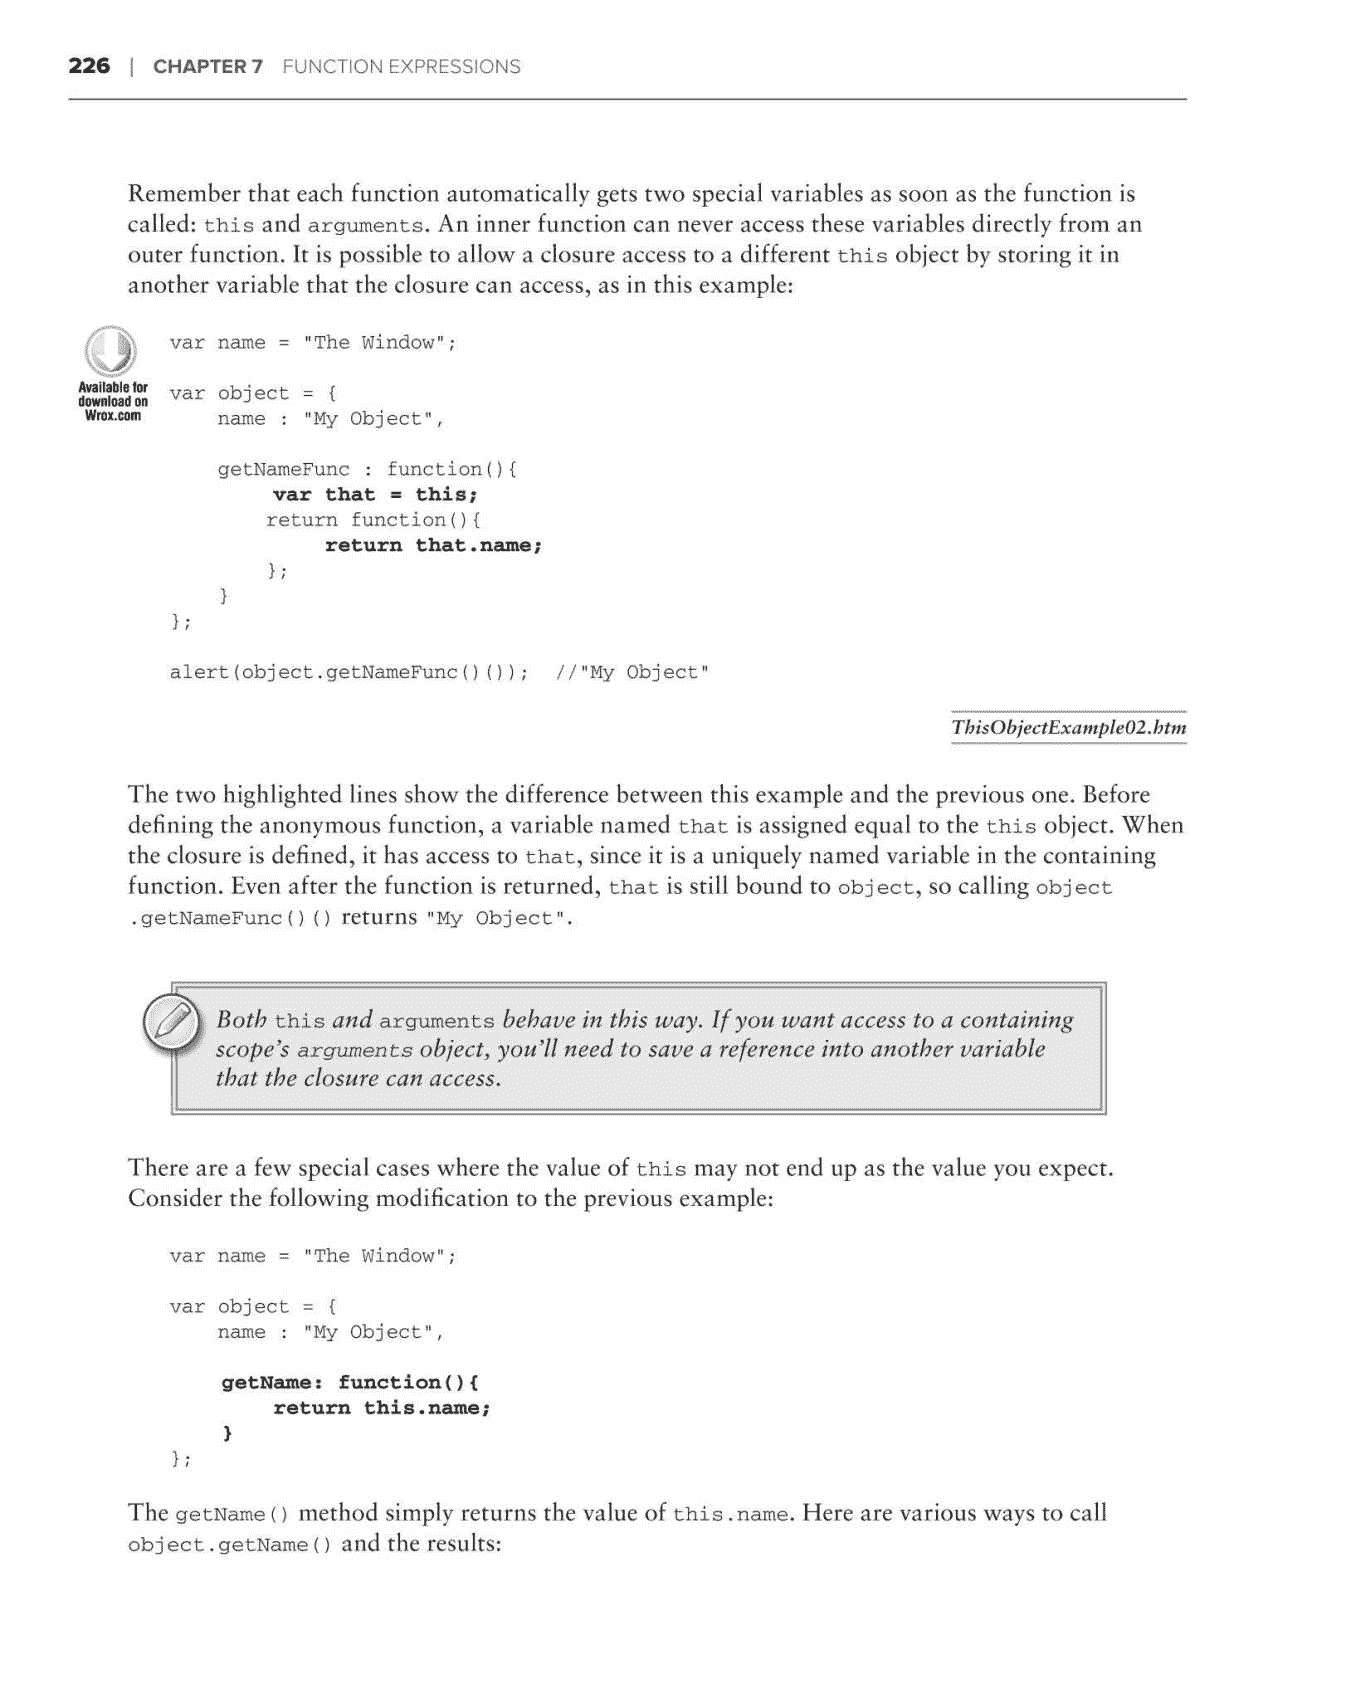 226 | CHAPTER 7 FUNCTION EXPRESSIONS
Remember that each function automatically gets two special variables as soon as the function is
called: this and arguments. An inner function can never access these variables directly from an
outer function. It is possible to allow a closure access to a different this object by storing it in
another variable that the closure can access, as in this example:
Available for
download on
Wrox.com
var name = "The Window";
var object = {
name : "My Object",
getNameFunc : function(){
var that = this;
return function(){
return that.name;
};
}
};
alert(object.getNameFunc()()); //"My Object"
ThisObjectExample02.htm
The two highlighted lines show the difference between this example and the previous one. Before
defining the anonymous function, a variable named that is assigned equal to the this object. When
the closure is defined, it has access to that, since it is a uniquely named variable in the containing
function. Even after the function is returned, that is still bound to object, so calling object
.getNameFunc()() returns "My Object".
Both this and arguments behave in this way. If you want access to a containing
scope’s arguments object, you’ll need to save a reference into another variable
that the closure can access.
There are a few special cases where the value of this may not end up as the value you expect.
Consider the following modification to the previous example:
var name = "The Window";
var object = {
name : "My Object",
getName: function(){
return this.name;
}
};
The getName() method simply returns the value of this.name. Here are various ways to call
object.getName() and the results: